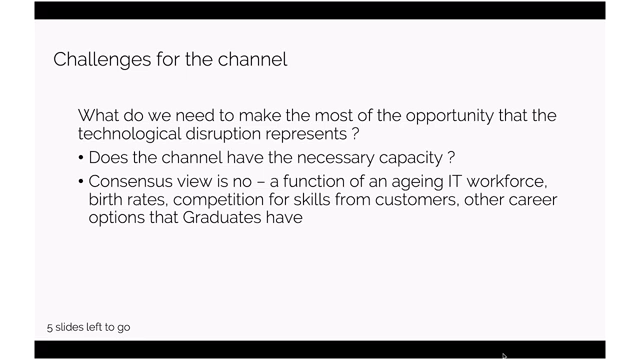 Challenges for the channel
What do we need to make the most of the opportunity that the
technological disruption represents ?
• Does the channel have the necessary capacity ?
• Consensus view is no – a function of an ageing IT workforce,
birth rates, competition for skills from customers, other career
options that Graduates have
5 slides left to go